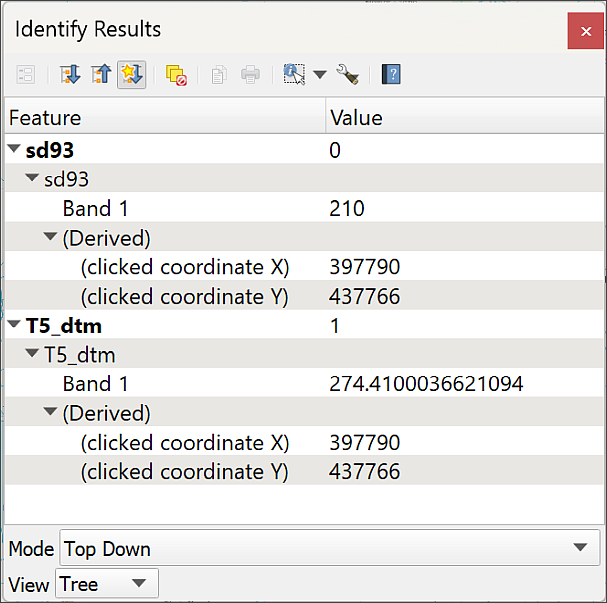 Identify Results
Feature Value
sd93 0
sd93
Band 1 210
(Derived)
(clicked coordinate X) 397790
(clicked coordinate Y) 437766
T5_dtm 1
T5_dtm
Band 1 274.4100036621094
(Derived)
(clicked coordinate X) 397790
(clicked coordinate Y) 437766
Mode Top Down
View Tree